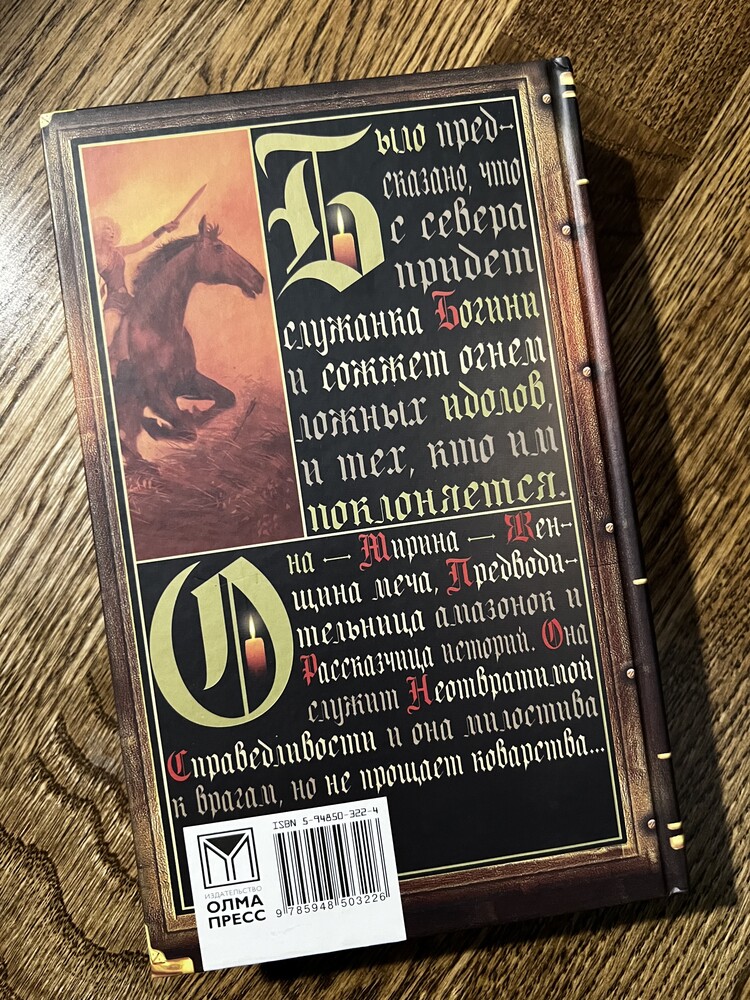 Было пред-
сказано, что
с севера
придет
служанка Богини
и сожжет огнем
ложных идолов,
и тех, кто им
поклоняется.
Она — Мирина — Жен-
щина меча, Предводи-
тельница амазонок и
Рассказчица историй. Она
служит Неотвратимой
Справедливости и она милостива
к врагам, но не прощает коварства...
ISBN 5-94850-322-4
9 785948 503226
ИЗДАТЕЛЬСТВО
ОЛМА
ПРЕСС